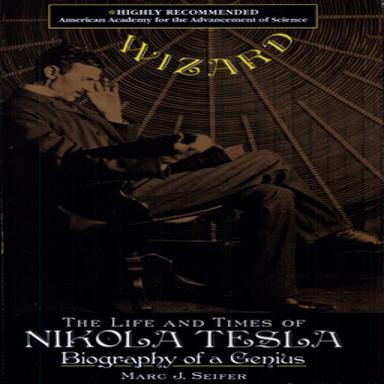 ☆HIGHLY RECOMMENDED
American Academy for the Advancement of Science
WIZARD
THE LIFE AND TIMES OF
NIKOLA TESLA
Biography of a Genius
MARC J. SEIFER